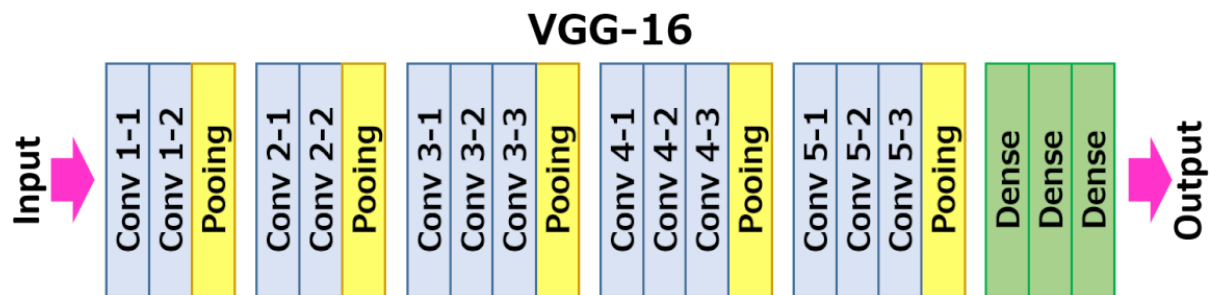 VGG-16
Input
Conv 1-1
Conv 1-2
Pooing
Conv 2-1
Conv 2-2
Pooing
Conv 3-1
Conv 3-2
Conv 3-3
Pooing
Conv 4-1
Conv 4-2
Conv 4-3
Pooing
Conv 5-1
Conv 5-2
Conv 5-3
Pooing
Dense
Dense
Dense
Output